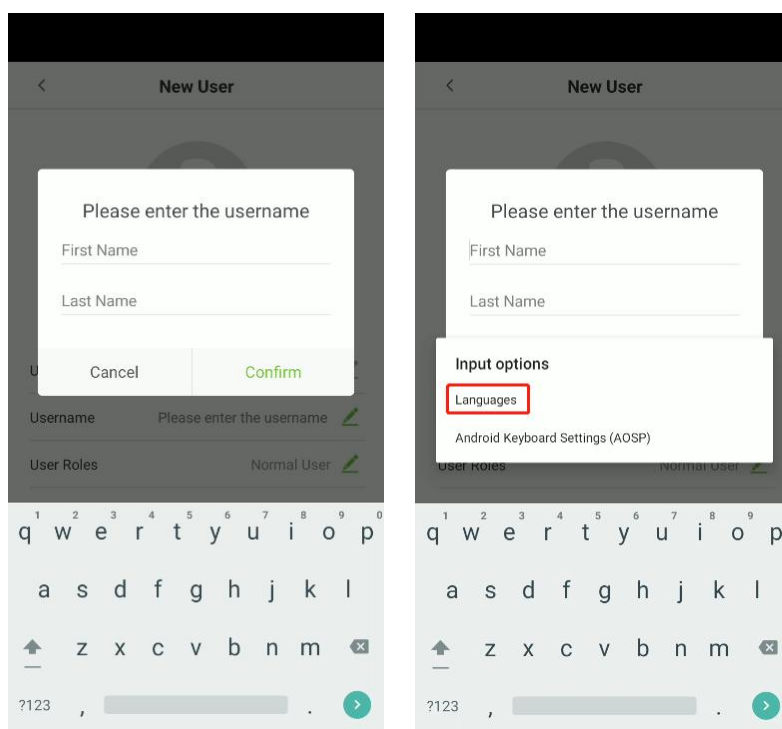 New User
Please enter the username
First Name
Last Name
Cancel Confirm
U
Username Please enter the username
User Roles Normal User
1 2 3 4 5 6 7 8 9 0
q w e r t y u i o p
a s d f g h j k l
z x c v b n m
?123 , .
New User
Please enter the username
First Name
Last Name
Input options
Languages
Android Keyboard Settings (AOSP)
User Roles Normal User
1 2 3 4 5 6 7 8 9
q w e r t y u i o p
a s d f g h j k l
z x c v b n m
?123 , .